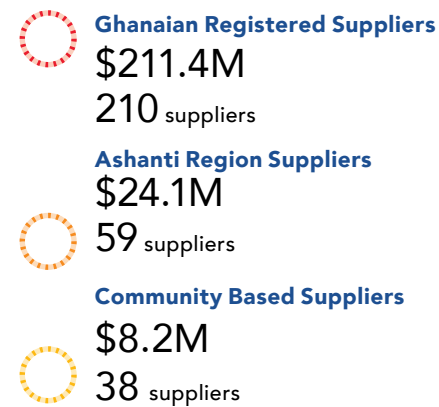 Ghanaian Registered Suppliers
$211.4M
210 suppliers
Ashanti Region Suppliers
$24.1M
59 suppliers
Community Based Suppliers
$8.2M
38 suppliers